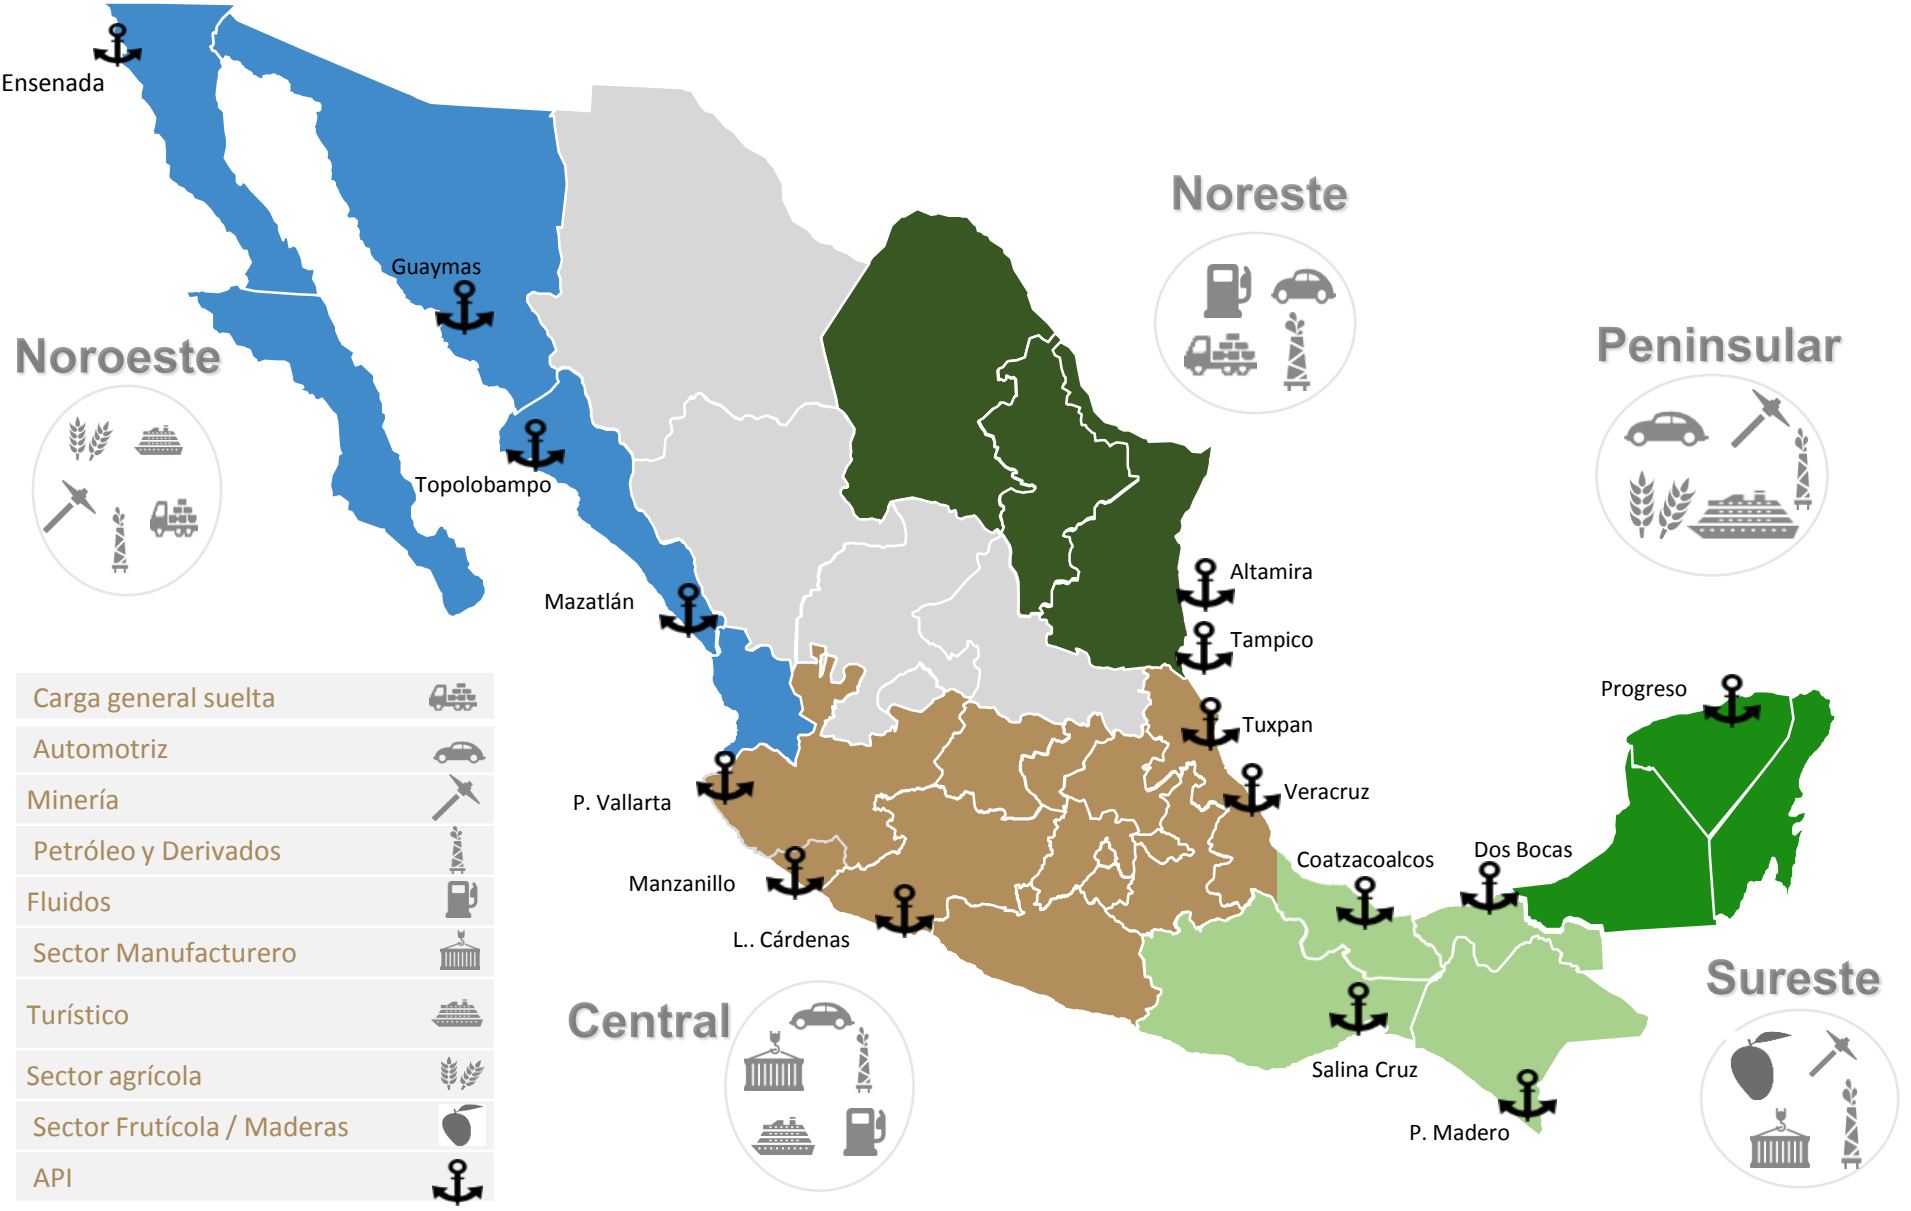 Ensenada
Noreste
Guaymas
Noroeste
Peninsular
Topolobampo
Altamira
Mazatlán
Tampico
Progreso
Carga general suelta
Tuxpan
Automotriz
P. Vallarta
Veracruz
Minería
Petróleo y Derivados
Coatzacoalcos
Dos Bocas
Manzanillo
Fluidos
L.. Cárdenas
Sector Manufacturero
Sureste
Central
Turístico
Salina Cruz
Sector agrícola
Sector Frutícola / Maderas
P. Madero
API